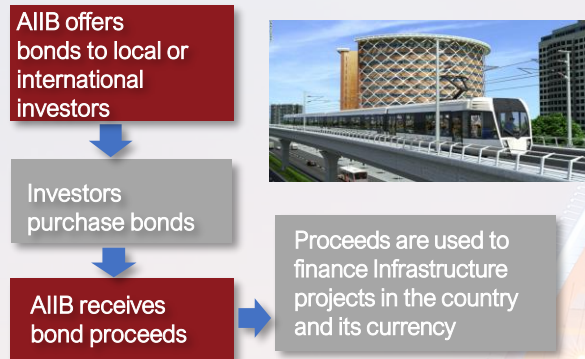 AIIB offers
bonds to local or
international
investors
Investors
purchase bonds
AIIB receives
bond proceeds
Proceeds are used to
finance Infrastructure
projects in the country
and its currency